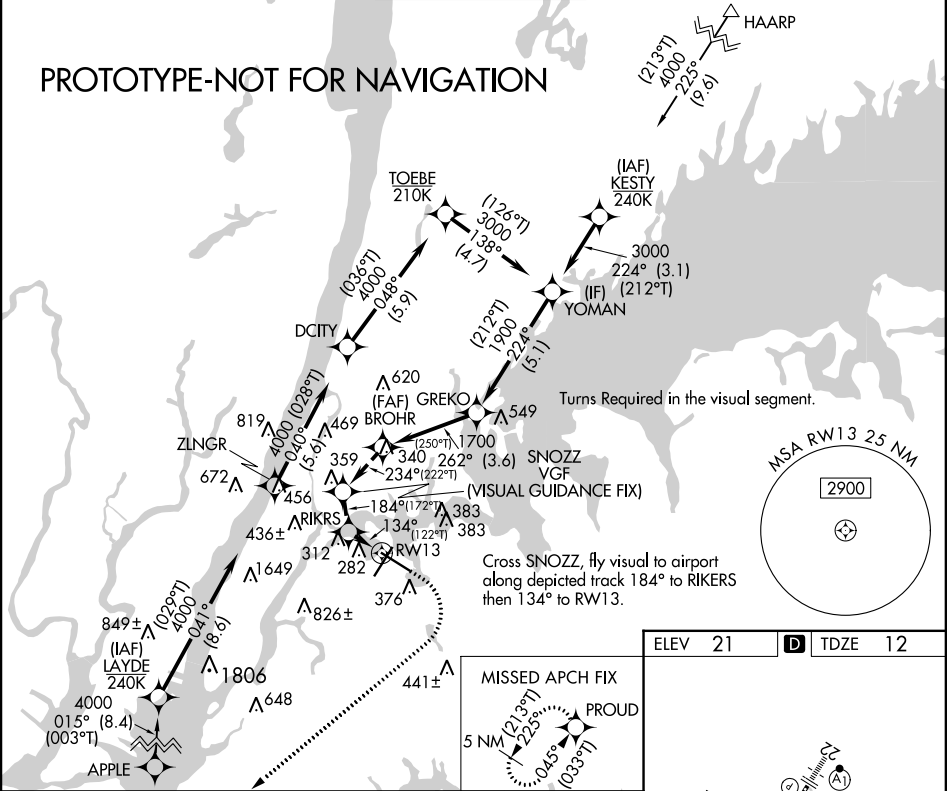 PROTOTYPE-NOT FOR NAVIGATION
HAARP
(213°T)
4000
225°
(9.6)
(IAF)
KESTY
240K
TOEBE
210K
(126°T)
3000
138°
(4.7)
3000
224° (3.1)
(212°T)
(IF)
YOMAN
(036°T)
4000
048°
(5.9)
DCITY
(212°T)
1900
224°
(5.1)
620
(FAF)
BROHR
GREKO
549
Turns Required in the visual segment.
4000 (028°T)
040°
(5.6)
819
469
ZLNGR
340
(250°T)
1700
262° (3.6)
SNOZZ
VGF
(VISUAL GUIDANCE FIX)
359
234° (222°T)
672
456
184° (172°T)
383
383
RIKRS
436±
134°
(122°T)
312
282
RW13
376
MSA RW13 25 NM
2900
Cross SNOZZ, fly visual to airport
along depicted track 184° to RIKERS
then 134° to RW13.
1649
826±
(029°T)
4000
041°
(8.6)
849±
(IAF)
LAYDE
240K
1806
648
441±
4000
015° (8.4)
(003°T)
APPLE
MISSED APCH FIX
(213°T)
225°
PROUD
5 NM
045°
(033°T)
ELEV 21 D TDZE 12
22
A1
P